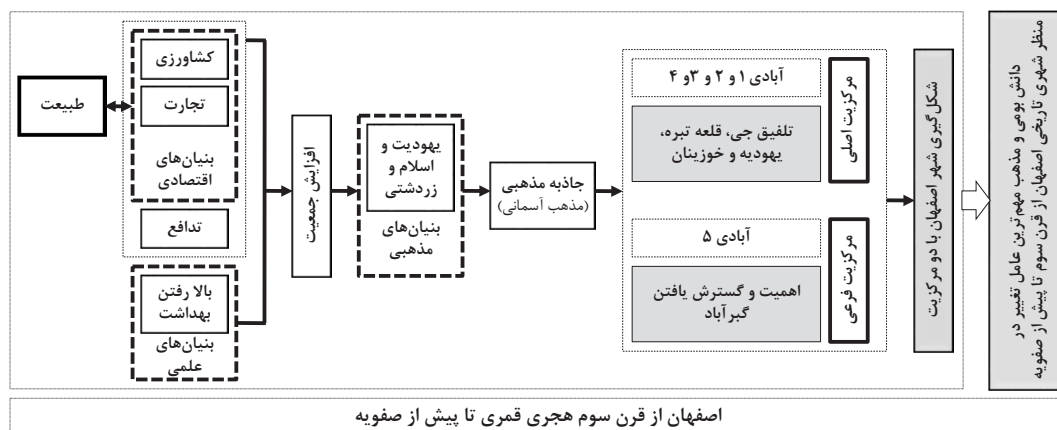 طبیعت
کشاورزی
تجارت
بنیان‌های
اقتصادی
تدافع
بالا رفتن
بهداشت
بنیان‌های
علمی
افزایش جمعیت
یهودیت و
اسلام و
زردشتی
بنیان‌های
مذهبی
جاذبه مذهبی
(مذهب آسمانی)
آبادی ۱ و ۲ و ۳و ۴
تلفیق جی، قلعه تبره،
یهودیه و خوزینان
مرکزیت اصلی
آبادی ۵
اهمیت و گسترش یافتن
گبرآباد
مرکزیت فرعی
شکل‌گیری شهر اصفهان با دو مرکزیت
دانش بومی و مذهب مهم‌ترین عامل تغییر در
منظر شهری تاریخی اصفهان از قرن سوم تا پیش از صفویه
اصفهان از قرن سوم هجری قمری تا پیش از صفویه